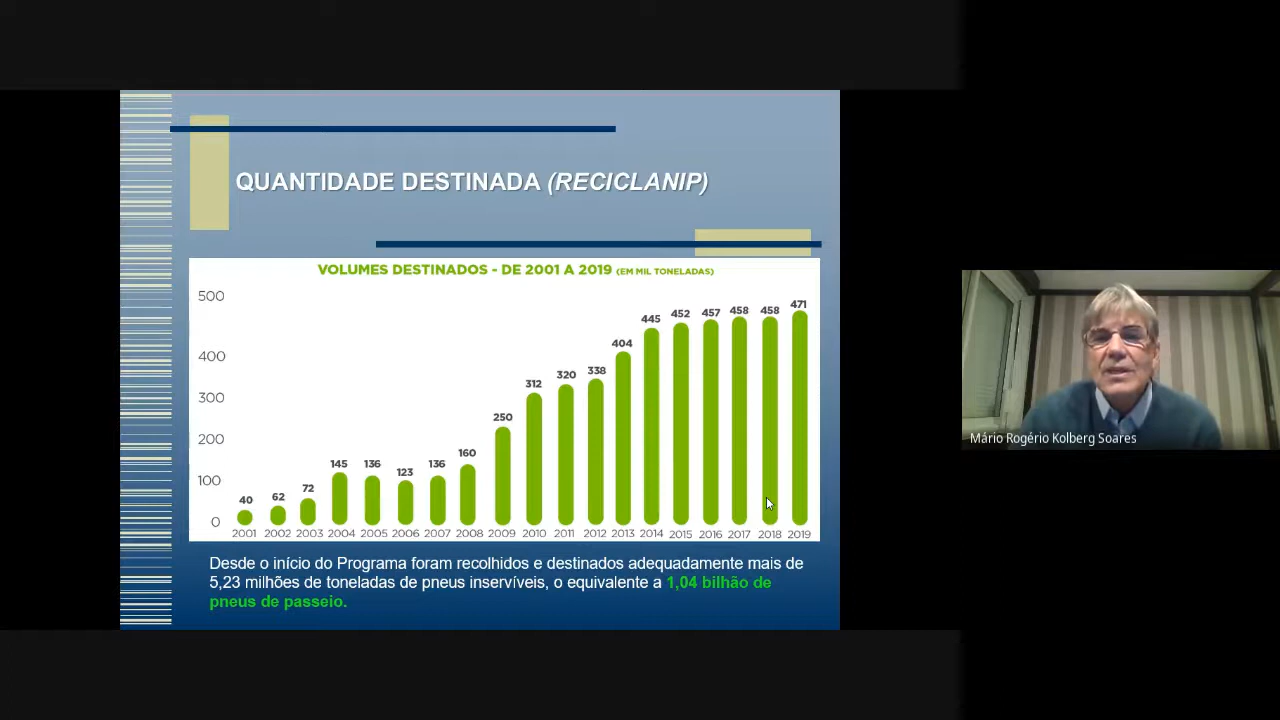 QUANTIDADE DESTINADA (RECICLANIP)
VOLUMES DESTINADOS - DE 2001 A 2019 (EM MIL TONELADAS)
500
400
300
200
100
0
40 62 72 145 136 123 136 160 250 312 320 338 404 445 452 457 458 458 471
2001 2002 2003 2004 2005 2006 2007 2008 2009 2010 2011 2012 2013 2014 2015 2016 2017 2018 2019
Desde o início do Programa foram recolhidos e destinados adequadamente mais de
5,23 milhões de toneladas de pneus inservíveis, o equivalente a 1,04 bilhão de
pneus de passeio.
Mário Rogério Kolberg Soares